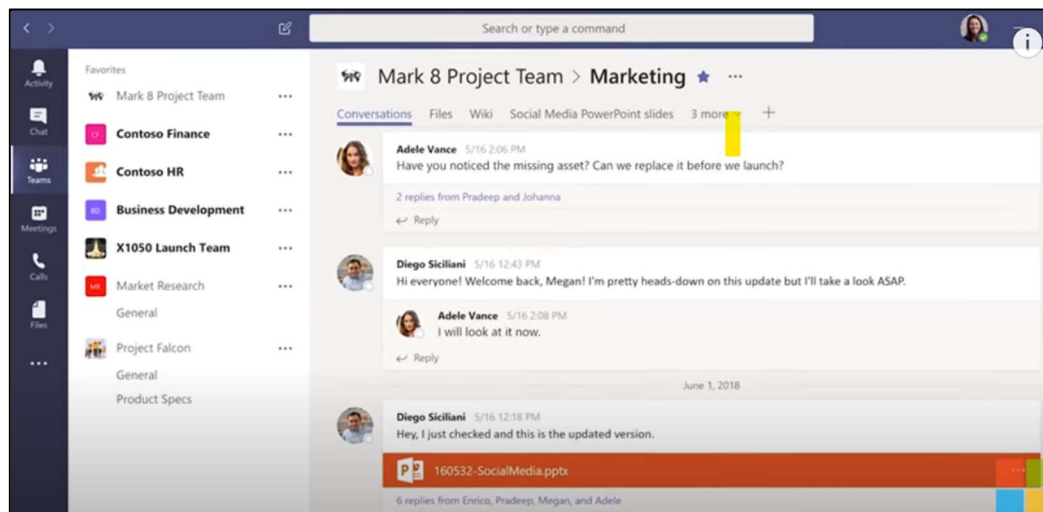 Search or type a command
Activity
Chat
Teams
Meetings
Calls
Files
Favorites
Mark 8 Project Team
CF
Contoso Finance
Contoso HR
BD
Business Development
X1050 Launch Team
MR
Market Research
General
Project Falcon
General
Product Specs
Mark 8 Project Team > Marketing
Conversations Files Wiki Social Media PowerPoint slides 3 more
Adele Vance 5/16 2:06 PM
Have you noticed the missing asset? Can we replace it before we launch?
2 replies from Pradeep and Johanna
Reply
Diego Siciliani 5/16 12:43 PM
Hi everyone! Welcome back, Megan! I'm pretty heads-down on this update but I'll take a look ASAP.
Adele Vance 5/16 2:08 PM
I will look at it now.
Reply
June 1, 2018
Diego Siciliani 5/16 12:18 PM
Hey, I just checked and this is the updated version.
160532-SocialMedia.pptx
6 replies from Enrico, Pradeep, Megan, and Adele